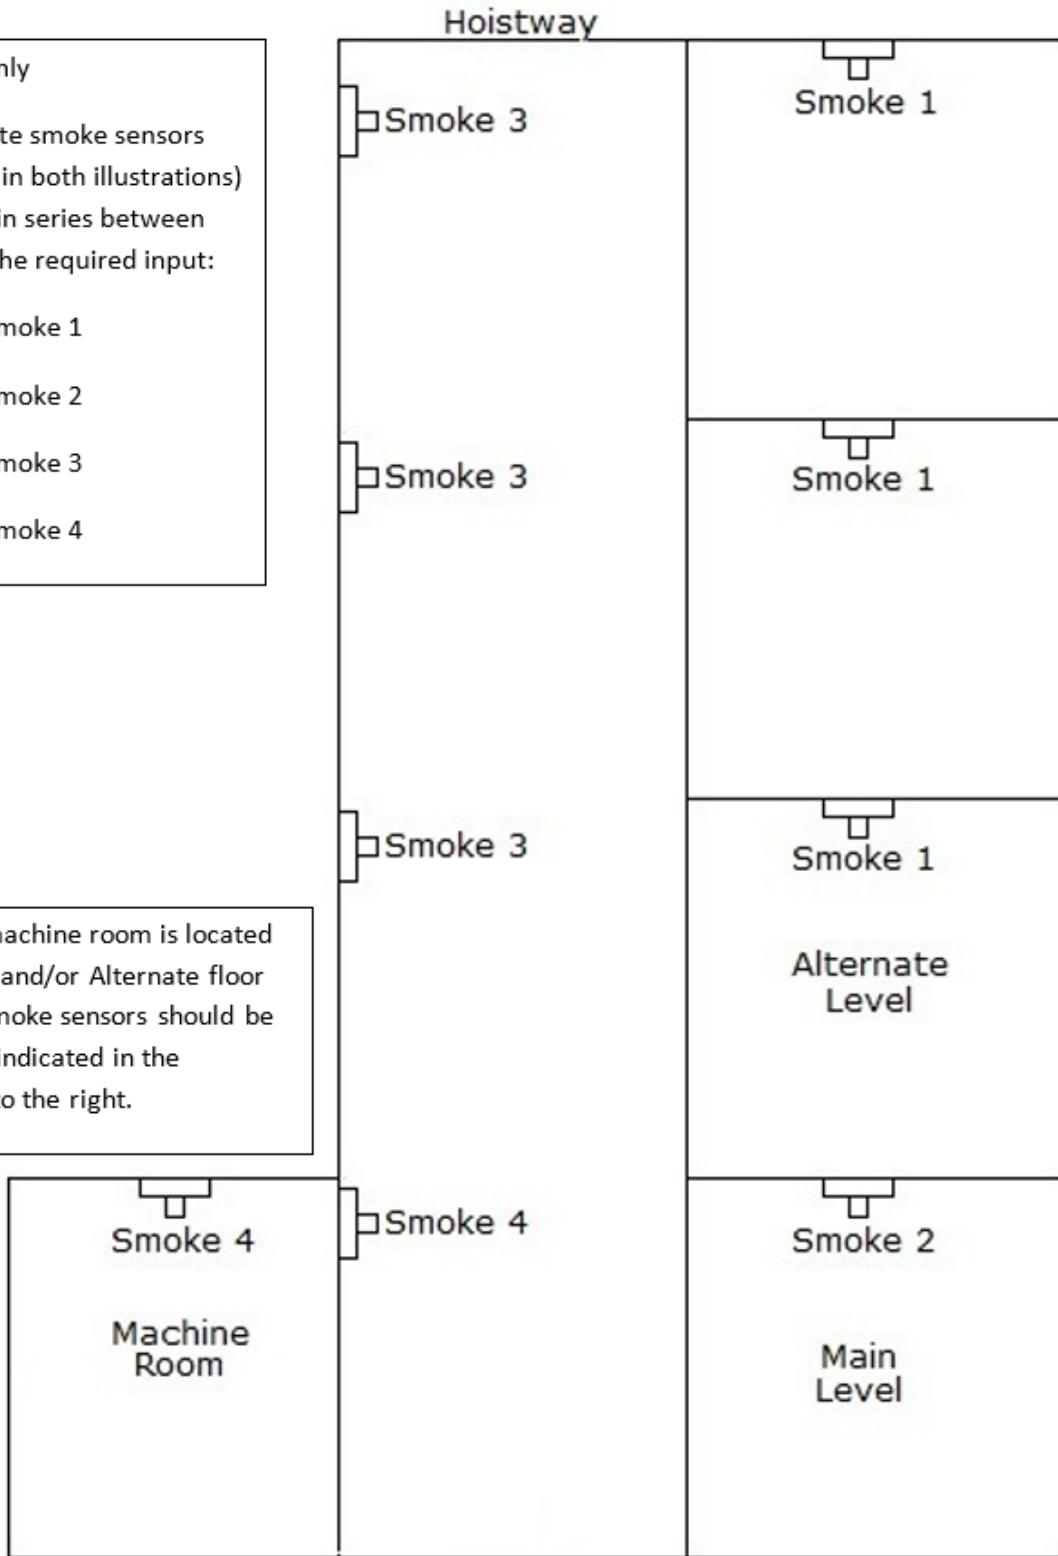 Hoistway
nly
te smoke sensors
in both illustrations)
in series between
he required input:
moke 1
moke 2
moke 3
moke 4
Smoke 3
Smoke 1
Smoke 3
Smoke 1
Smoke 3
Smoke 1
Alternate
Level
achine room is located
and/or Alternate floor
moke sensors should be
indicated in the
to the right.
Smoke 4
Machine
Room
Smoke 4
Smoke 2
Main
Level